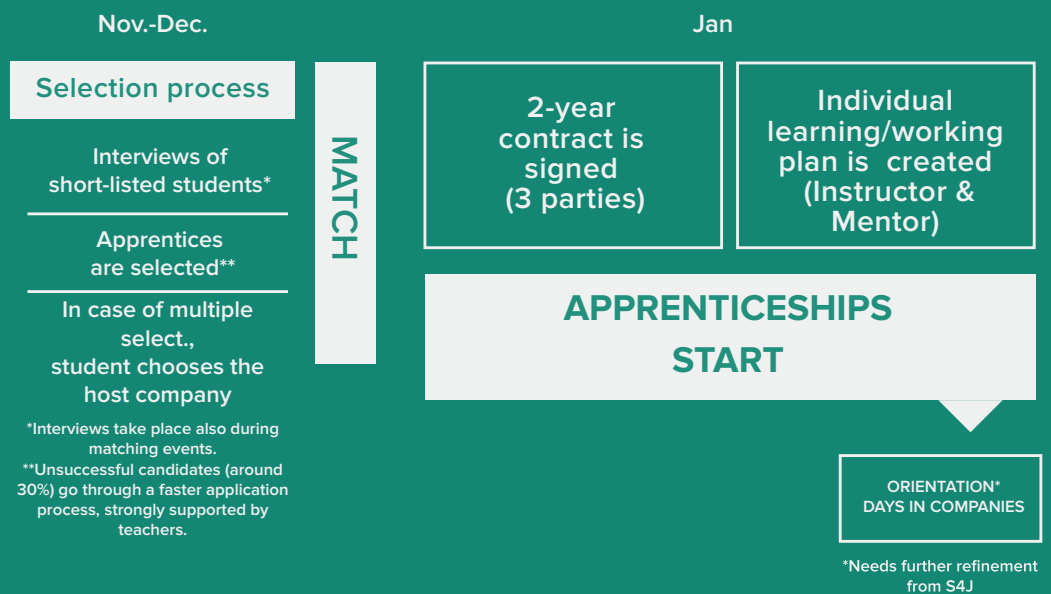 Nov.-Dec.
Selection process
Interviews of
short-listed students*
Apprentices
are selected**
In case of multiple
select.,
student chooses the
host company
*Interviews take place also during
matching events.
**Unsuccessful candidates (around
30%) go through a faster application
process, strongly supported by
teachers.
MATCH
Jan
2-year
contract is
signed
(3 parties)
Individual
learning/working
plan is created
(Instructor &
Mentor)
APPRENTICESHIPS
START
ORIENTATION*
DAYS IN COMPANIES
*Needs further refinement
from S4J